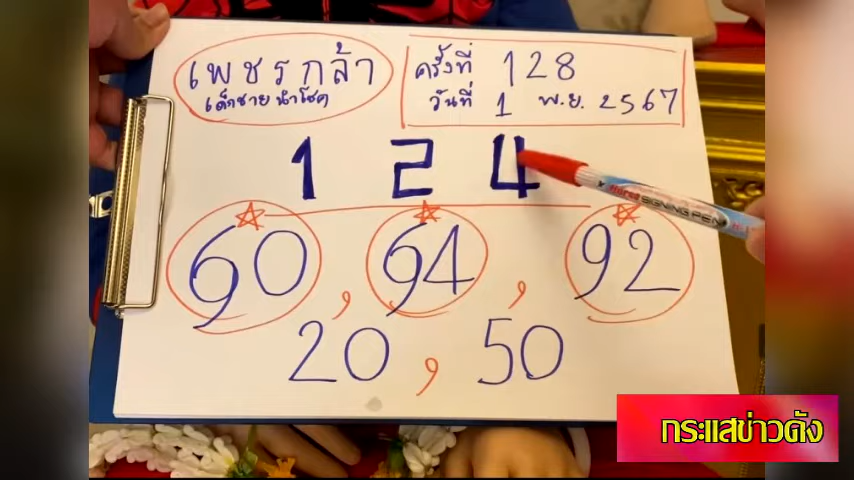 เพชรกล้า
เด็กชาย นำโชค
ครั้งที่ 128
วันที่ 1 พ.ย. 2567
1 2 4
90, 94, 92
20, 50
Horse SIGNING PEN
กระแสข่าวดัง